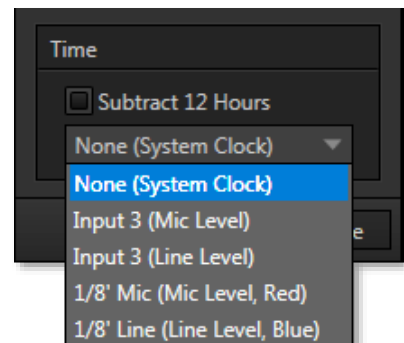 Time
Subtract 12 Hours
None (System Clock)
None (System Clock)
Input 3 (Mic Level)
Input 3 (Line Level)
e
1/8' Mic (Mic Level, Red)
1/8' Line (Line Level, Blue)